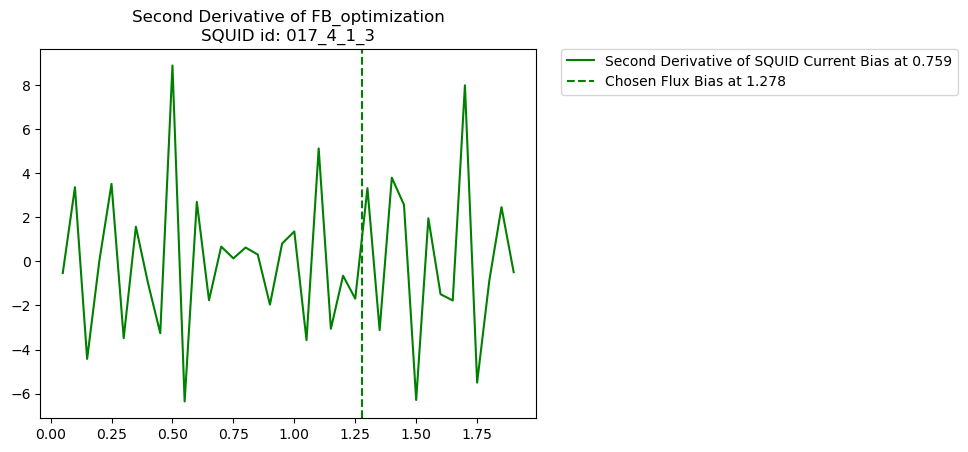 Second Derivative of FB_optimization
SQUID id: 017_4_1_3
Second Derivative of SQUID Current Bias at 0.759
Chosen Flux Bias at 1.278
8
6
4
2
0
−2
−4
−6
0.00 0.25 0.50 0.75 1.00 1.25 1.50 1.75